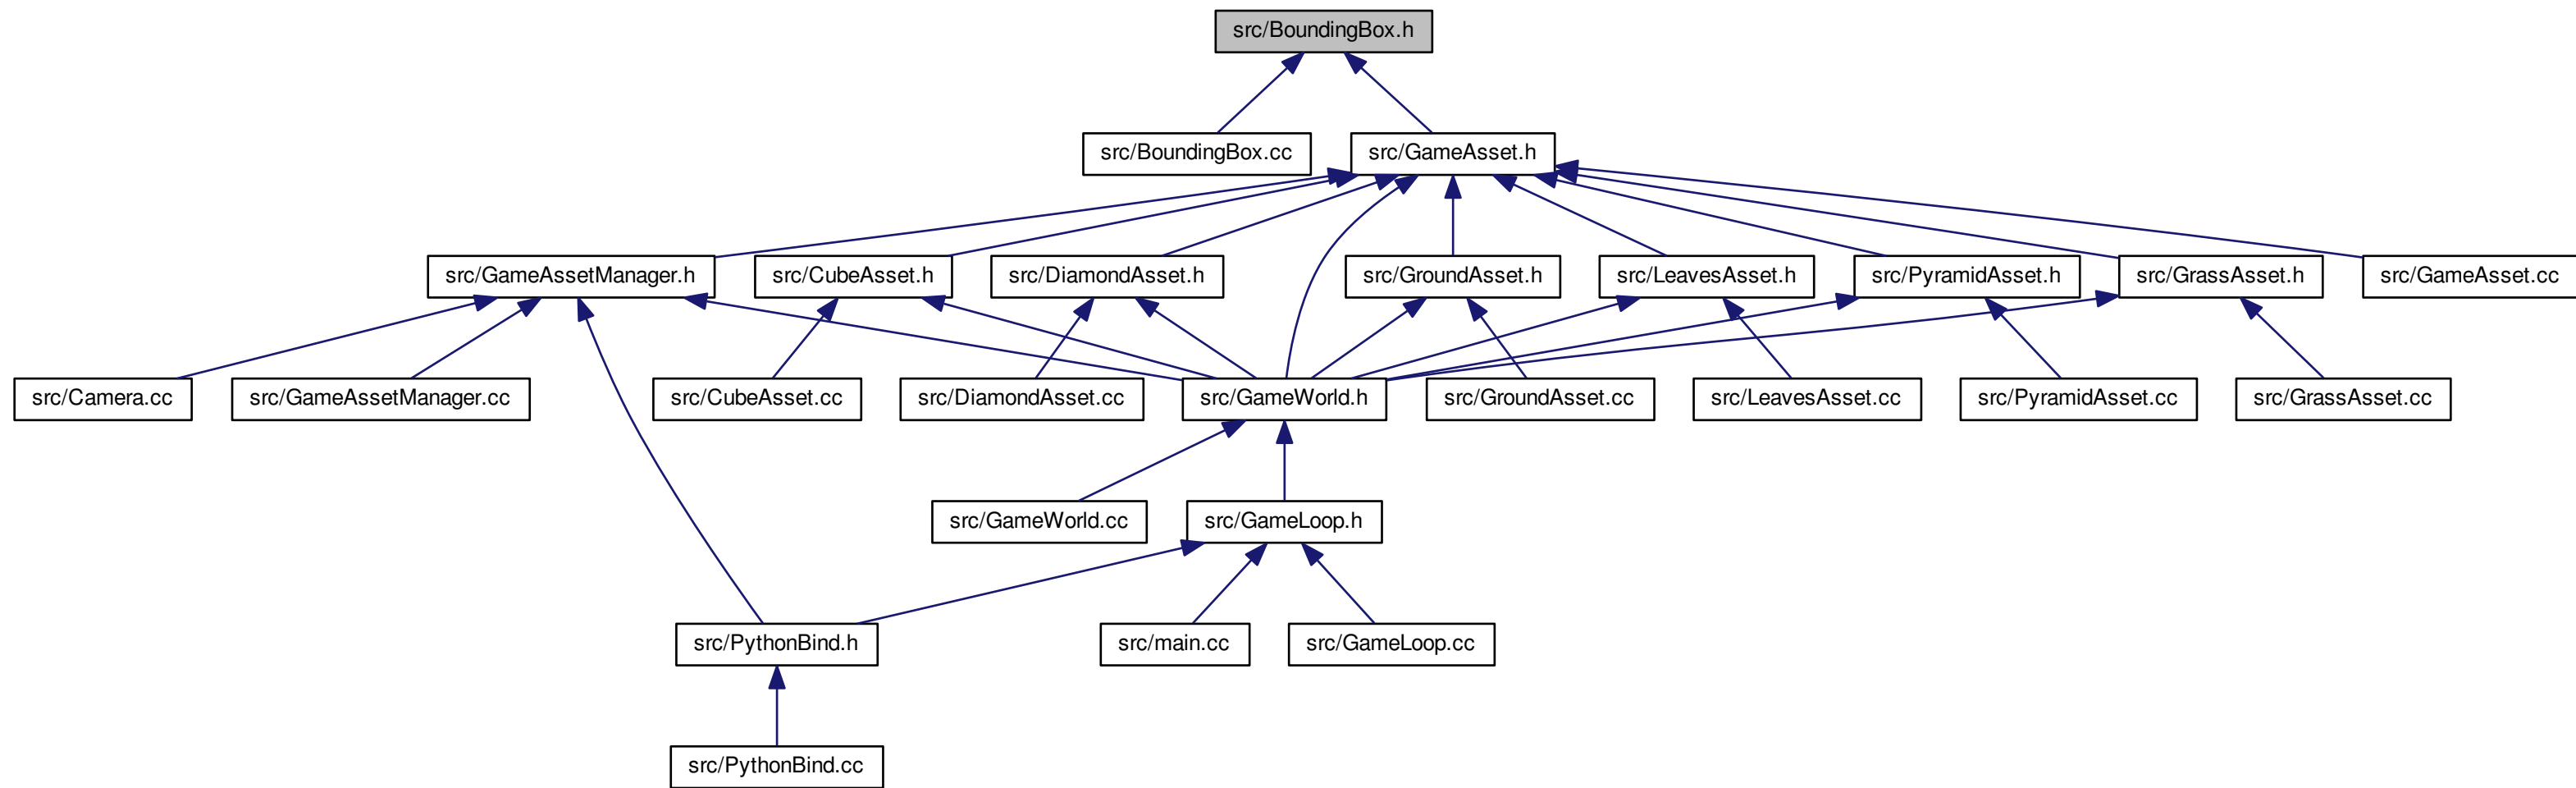 src/BoundingBox.h
src/BoundingBox.cc
src/GameAsset.h
src/GameAssetManager.h
src/CubeAsset.h
src/DiamondAsset.h
src/GroundAsset.h
src/LeavesAsset.h
src/PyramidAsset.h
src/GrassAsset.h
src/GameAsset.cc
src/Camera.cc
src/GameAssetManager.cc
src/CubeAsset.cc
src/DiamondAsset.cc
src/GameWorld.h
src/GroundAsset.cc
src/LeavesAsset.cc
src/PyramidAsset.cc
src/GrassAsset.cc
src/GameWorld.cc
src/GameLoop.h
src/PythonBind.h
src/main.cc
src/GameLoop.cc
src/PythonBind.cc